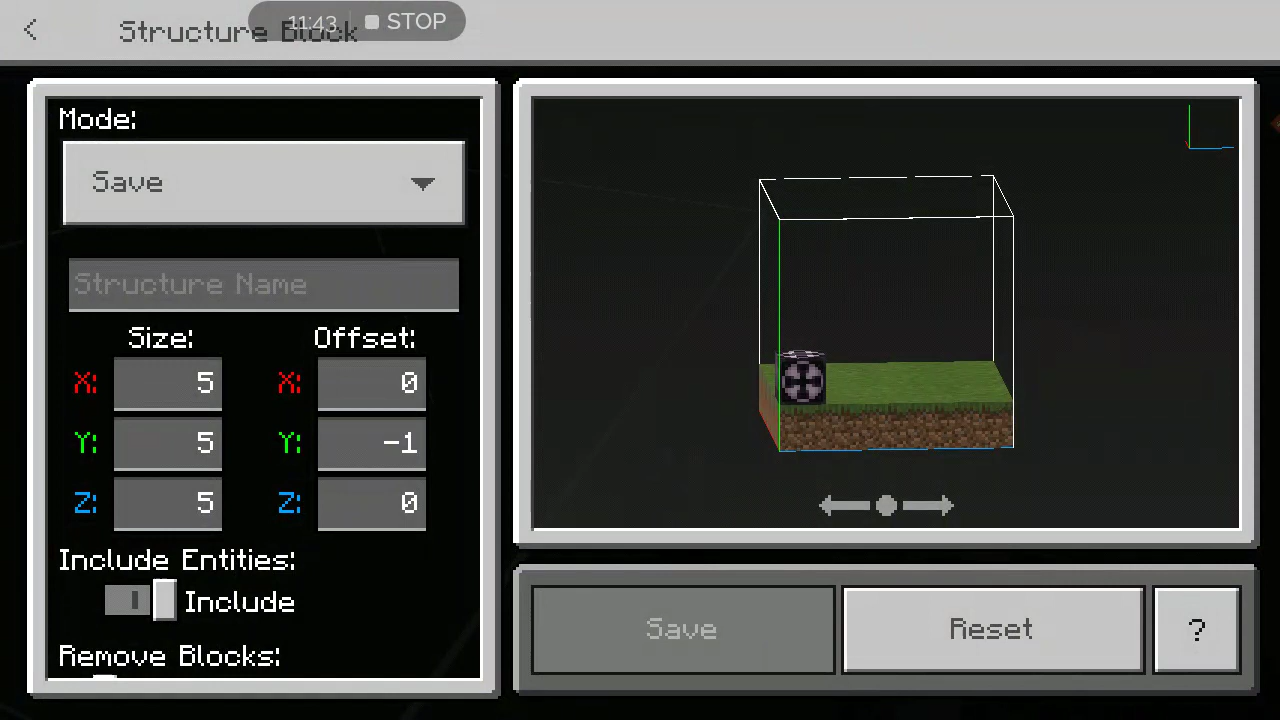 11:43 STOP
Structure Block
Mode:
Save
Structure Name
Size: Offset:
X: 5 X: 0
Y: 5 Y: -1
Z: 5 Z: 0
Include Entities:
Include
Remove Blocks:
Save Reset ?